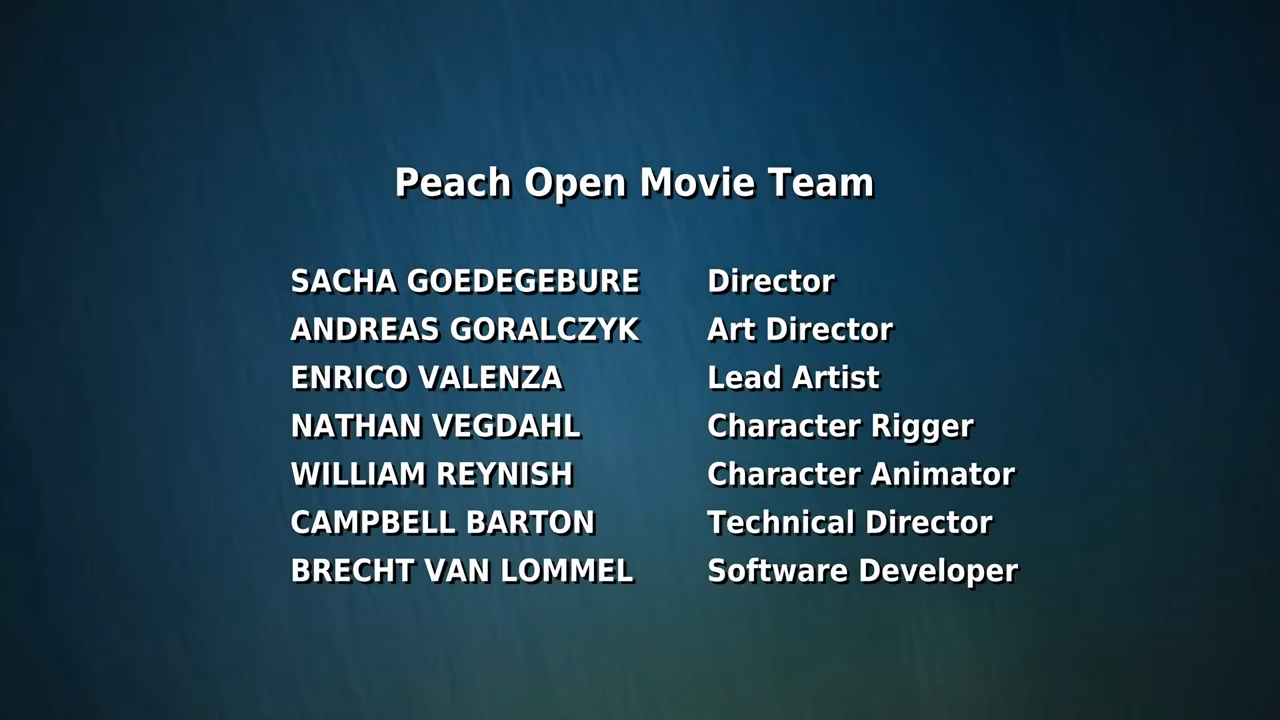 Peach Open Movie Team
SACHA GOEDEGEBURE Director
ANDREAS GORALCZYK Art Director
ENRICO VALENZA Lead Artist
NATHAN VEGDAHL Character Rigger
WILLIAM REYNISH Character Animator
CAMPBELL BARTON Technical Director
BRECHT VAN LOMMEL Software Developer